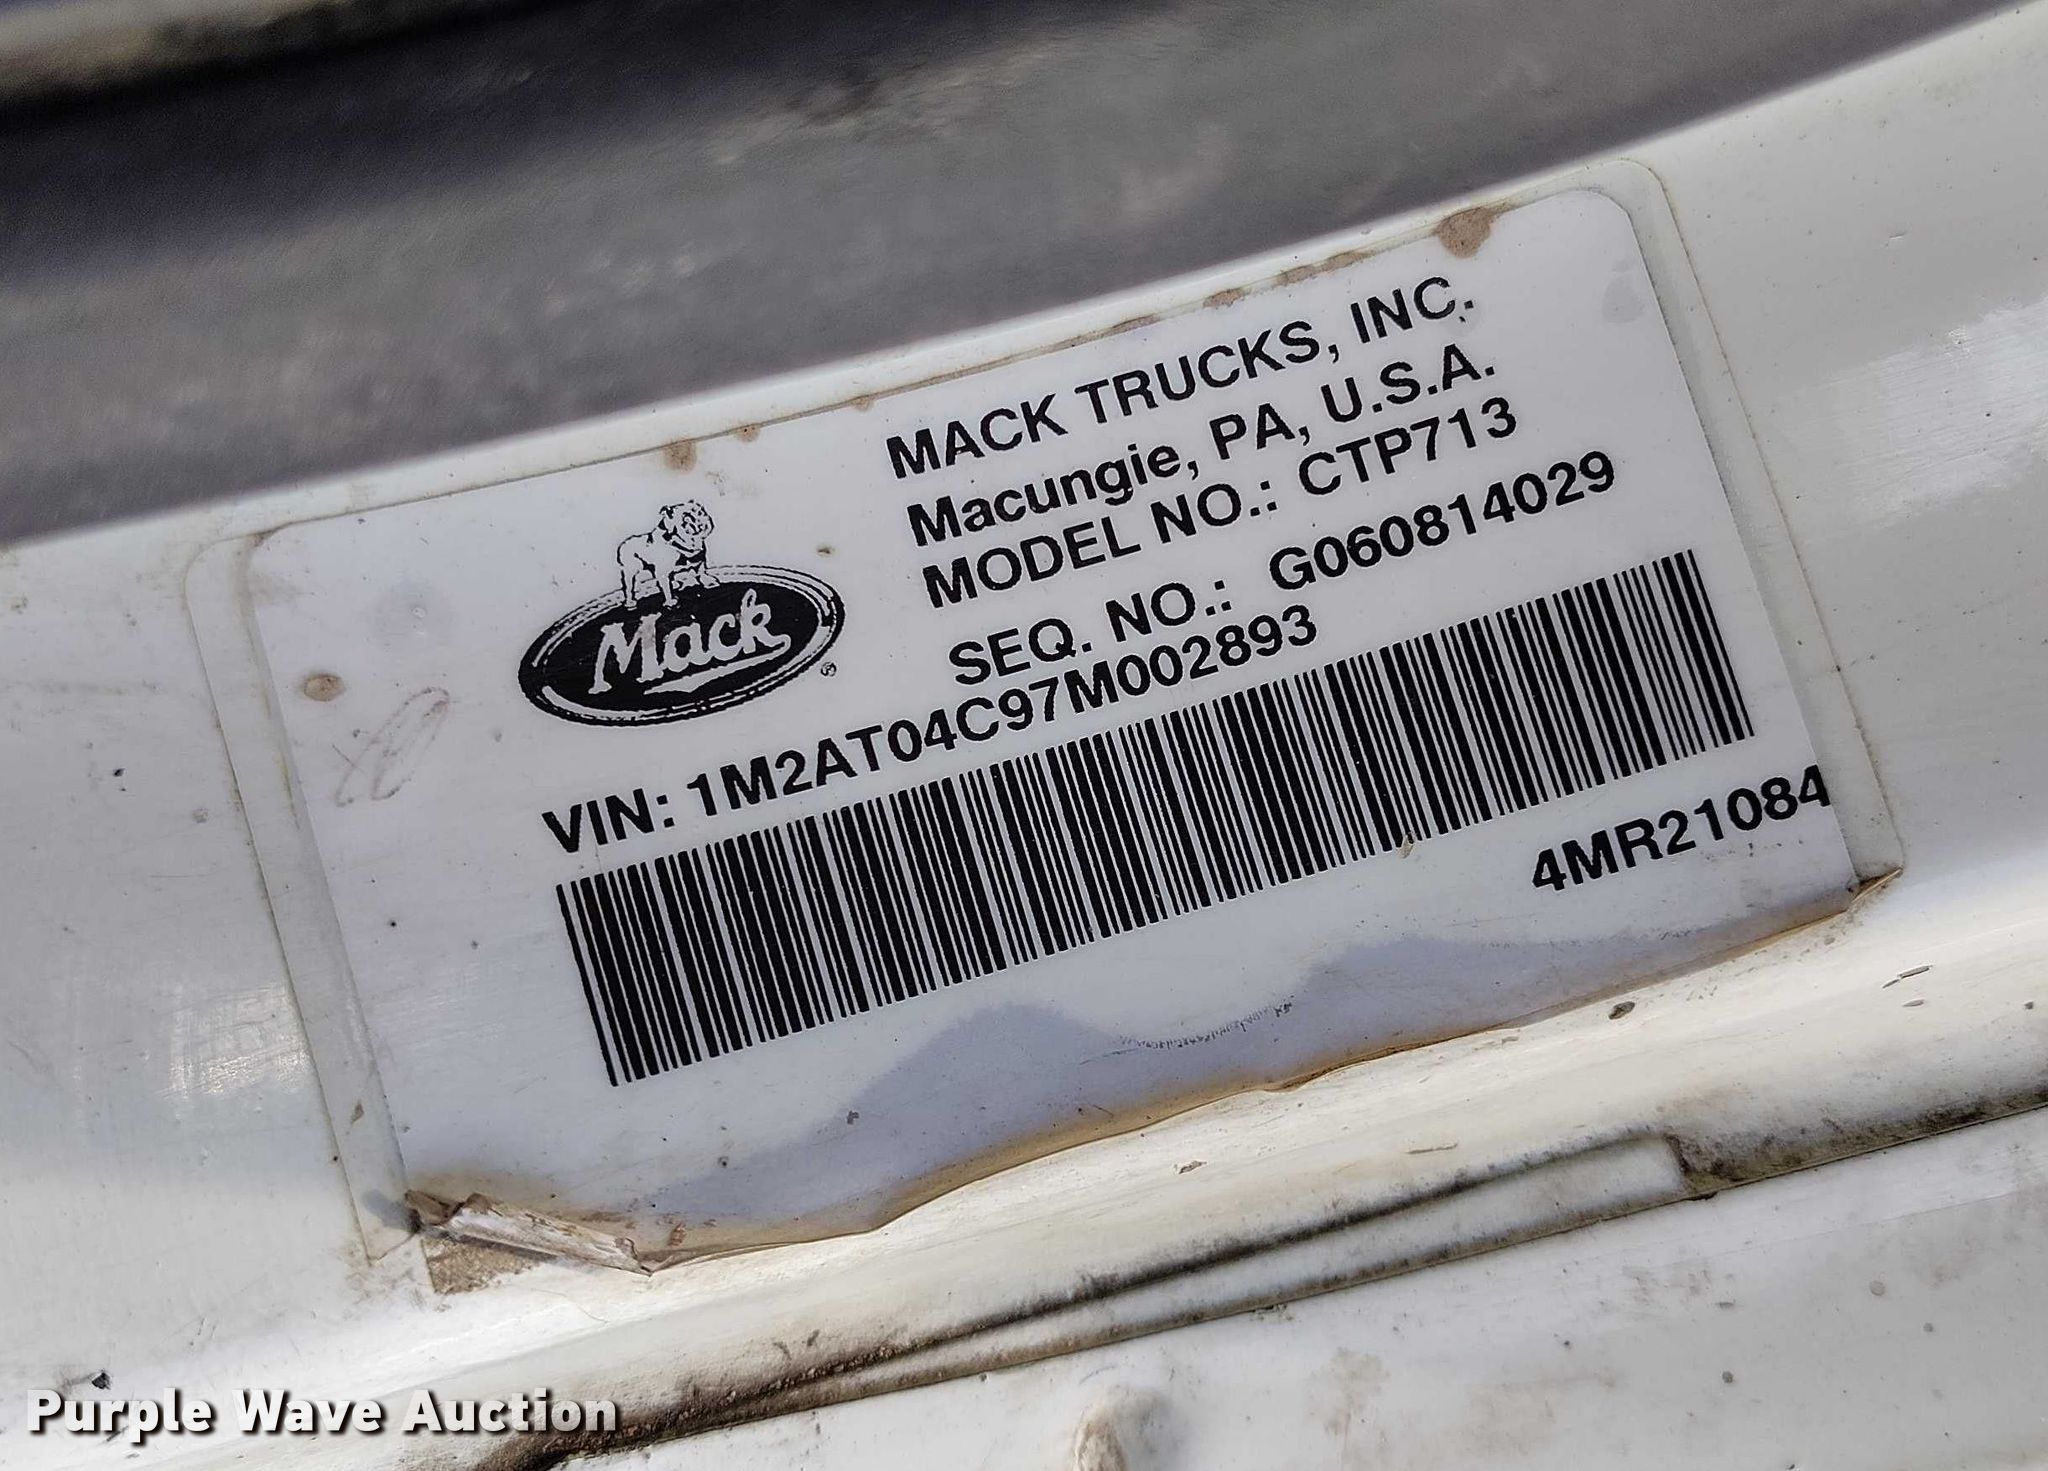 MACK TRUCKS, INC.
Macungie, PA, U.S.A.
MODEL NO.: CTP713
SEQ. NO.: G060814029
Mack
®
VIN: 1M2AT04C97M002893
4MR21084
Purple Wave Auction